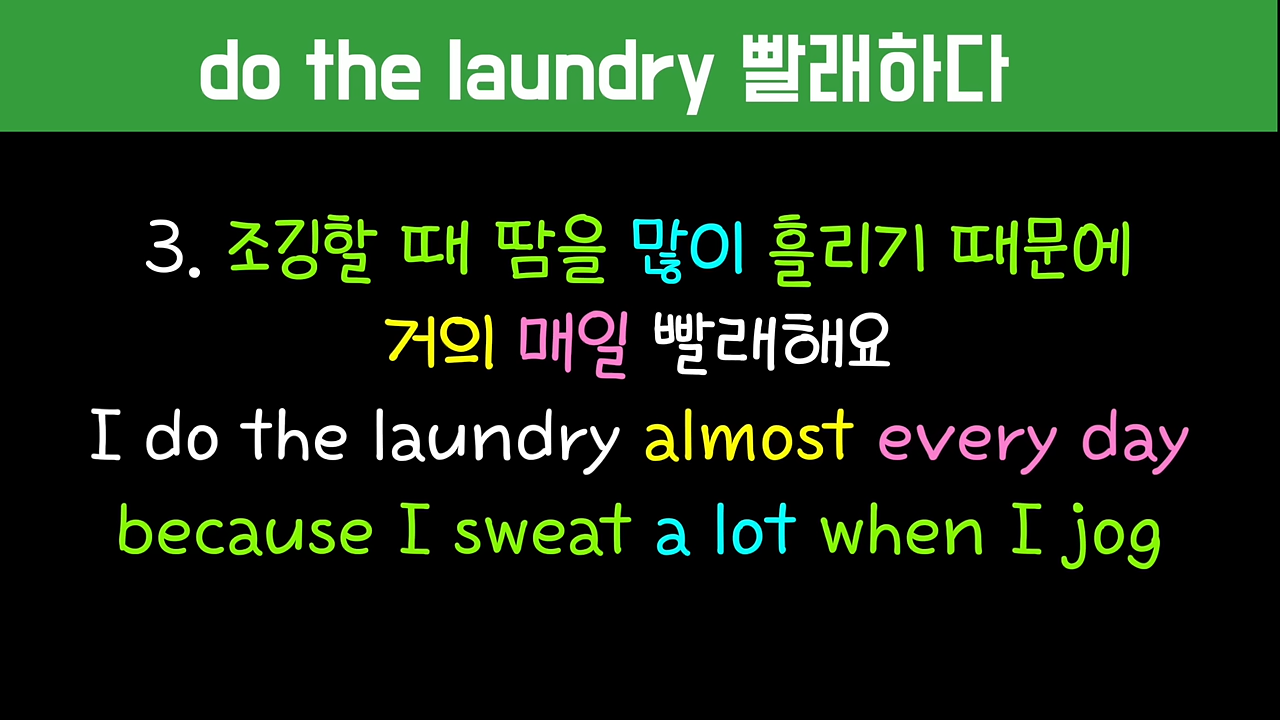 do the laundry 빨래하다
3. 조깅할 때 땀을 많이 흘리기 때문에
거의 매일 빨래해요
I do the laundry almost every day
because I sweat a lot when I jog